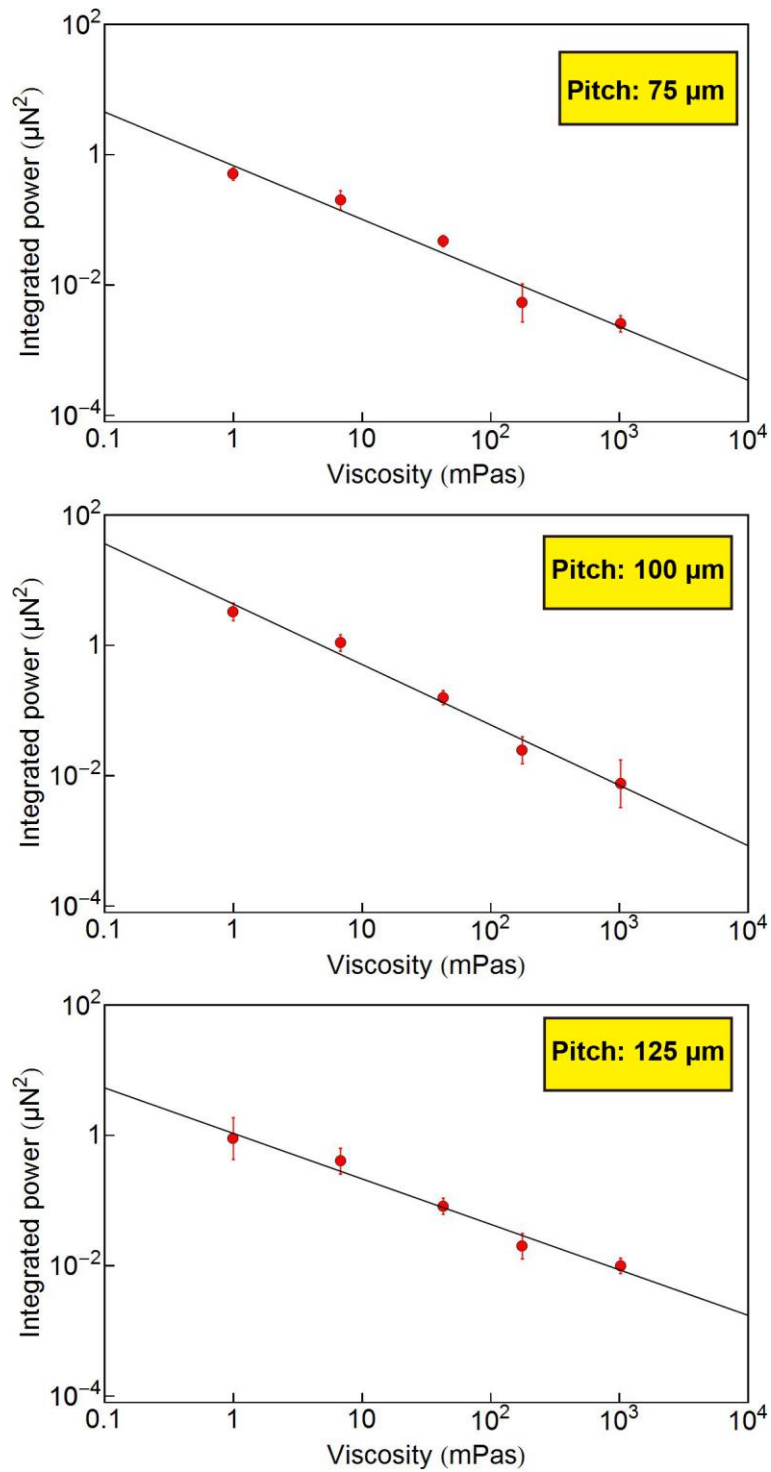 10²
Pitch: 75 µm
1
10⁻²
10⁻⁴
Integrated power (µN²)
0.1 1 10 10² 10³ 10⁴
Viscosity (mPas)
10²
Pitch: 100 µm
1
10⁻²
10⁻⁴
Integrated power (µN²)
0.1 1 10 10² 10³ 10⁴
Viscosity (mPas)
10²
Pitch: 125 µm
1
10⁻²
10⁻⁴
Integrated power (µN²)
0.1 1 10 10² 10³ 10⁴
Viscosity (mPas)